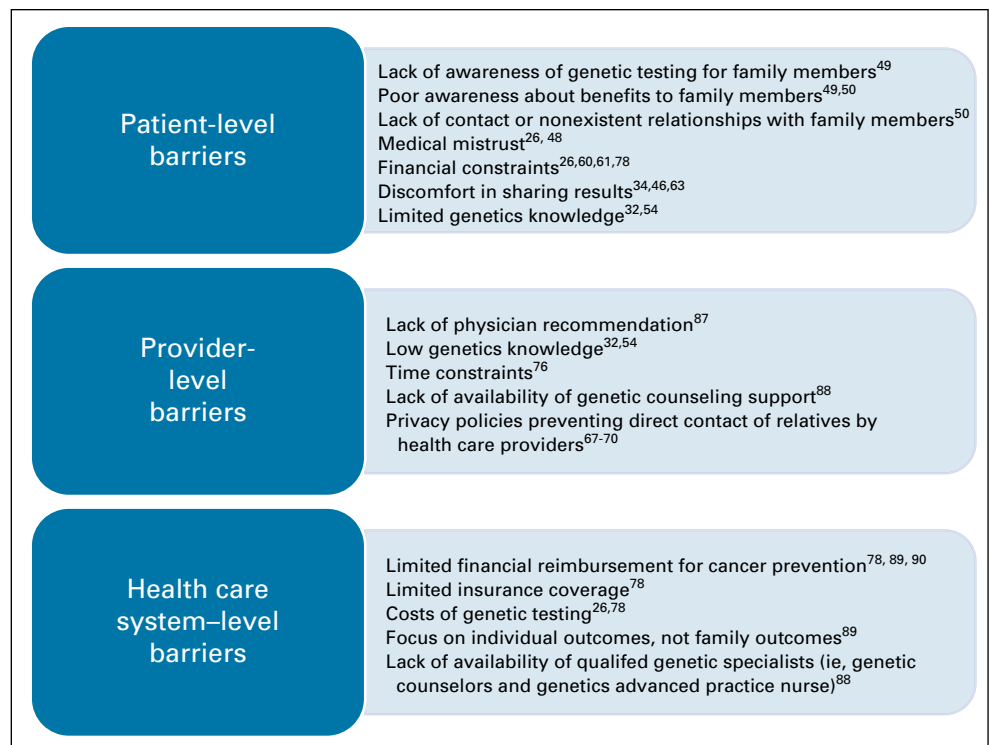 Patient-level
barriers
Lack of awareness of genetic testing for family members49
Poor awareness about benefits to family members49,50
Lack of contact or nonexistent relationships with family members50
Medical mistrust26, 48
Financial constraints26,60,61,78
Discomfort in sharing results34,46,63
Limited genetics knowledge32,54
Provider-
level
barriers
Lack of physician recommendation87
Low genetics knowledge32,54
Time constraints76
Lack of availability of genetic counseling support88
Privacy policies preventing direct contact of relatives by
health care providers67-70
Health care
system–level
barriers
Limited financial reimbursement for cancer prevention78, 89, 90
Limited insurance coverage78
Costs of genetic testing26,78
Focus on individual outcomes, not family outcomes89
Lack of availability of qualifed genetic specialists (ie, genetic
counselors and genetics advanced practice nurse)88